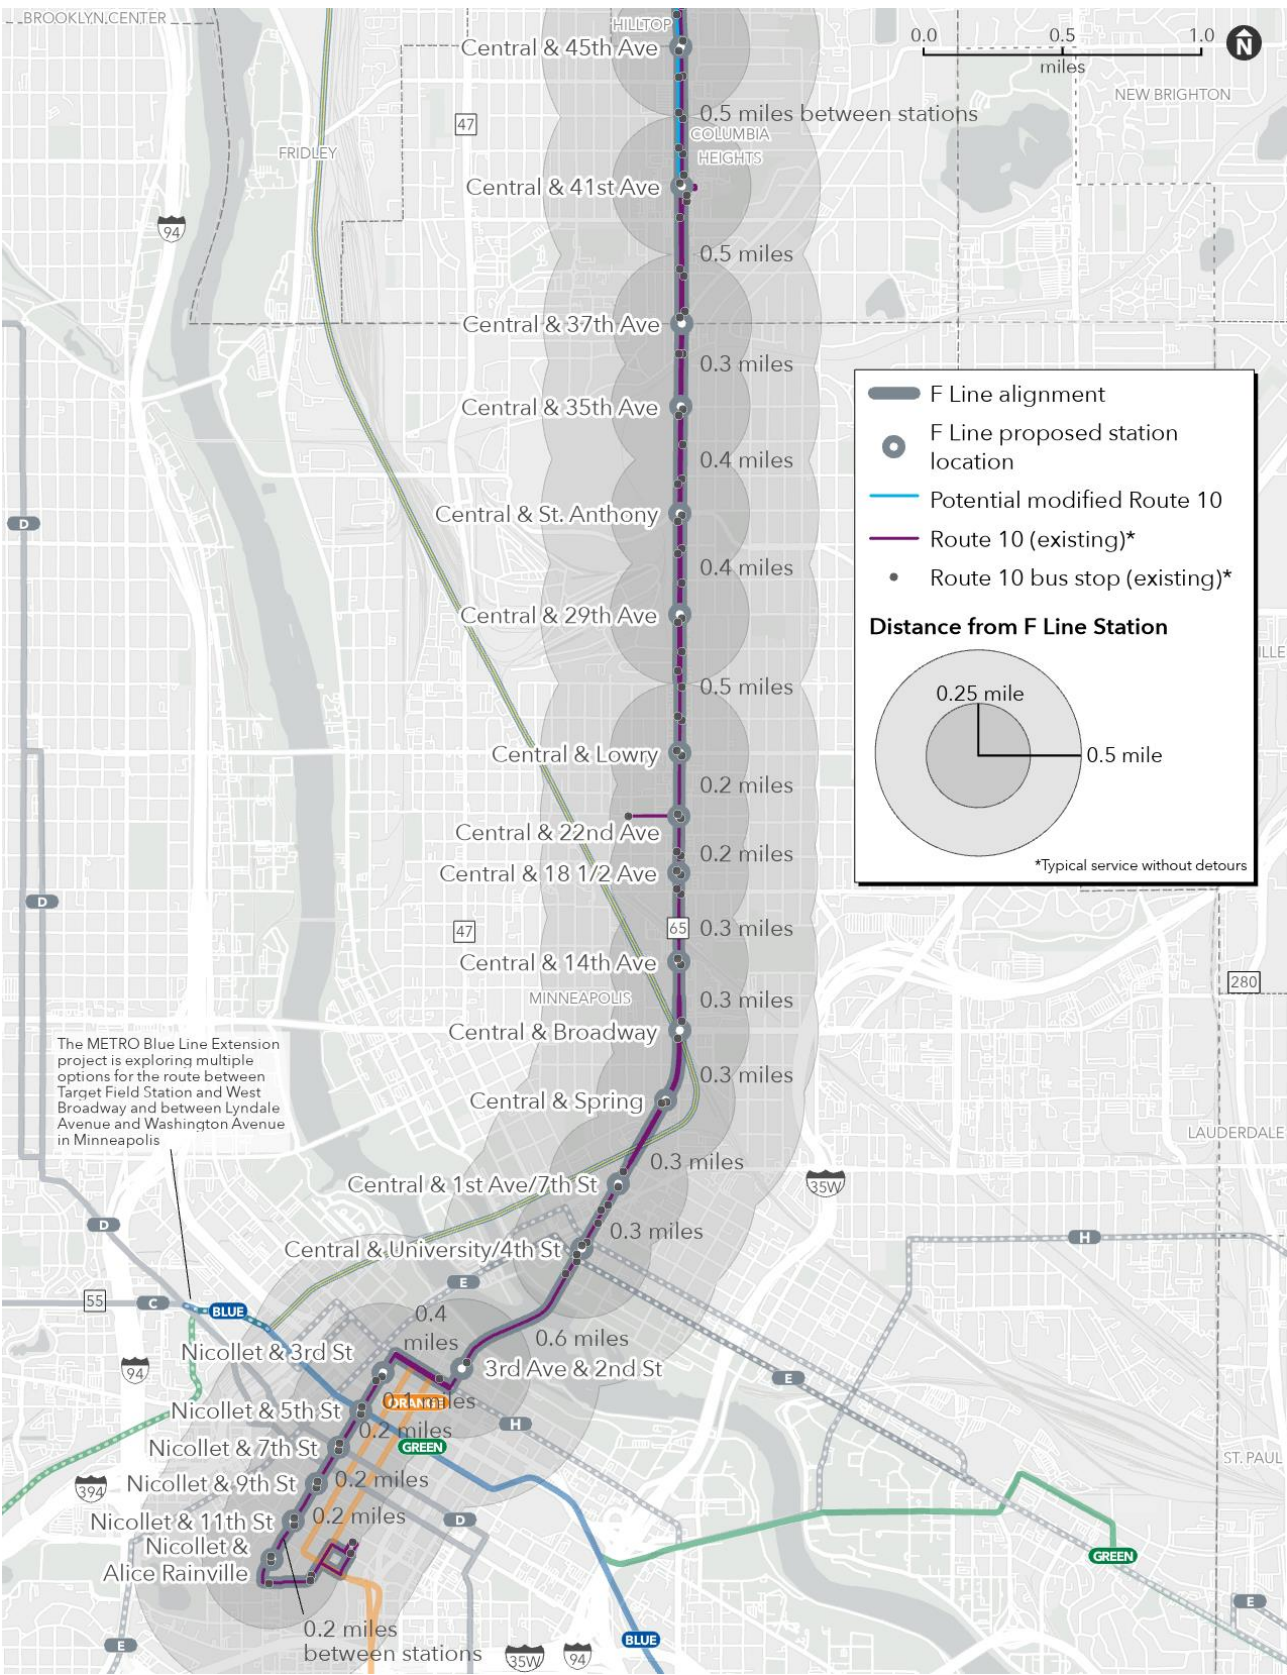 BROOKLYN CENTER
HILLTOP
Central & 45th Ave
0.0 0.5 1.0
miles
N
NEW BRIGHTON
47
0.5 miles between stations
COLUMBIA
HEIGHTS
FRIDLEY
Central & 41st Ave
94
0.5 miles
Central & 37th Ave
0.3 miles
Central & 35th Ave
0.4 miles
Central & St. Anthony
D
0.4 miles
Central & 29th Ave
0.5 miles
Central & Lowry
0.2 miles
Central & 22nd Ave
0.2 miles
Central & 18 1/2 Ave
D
47
65
0.3 miles
Central & 14th Ave
MINNEAPOLIS
0.3 miles
Central & Broadway
0.3 miles
Central & Spring
0.3 miles
Central & 1st Ave/7th St
0.3 miles
Central & University/4th St
0.6 miles
3rd Ave & 2nd St
0.4
miles
Nicollet & 3rd St
0.1 miles
ORANGE
Nicollet & 5th St
0.2 miles
Nicollet & 7th St
GREEN
Nicollet & 9th St
0.2 miles
Nicollet & 11th St
0.2 miles
Nicollet &
Alice Rainville
0.2 miles
between stations
F Line alignment
F Line proposed station
location
Potential modified Route 10
Route 10 (existing)*
Route 10 bus stop (existing)*
Distance from F Line Station
0.25 mile
0.5 mile
*Typical service without detours
ILLE
280
LAUDERDALE
35W
H
The METRO Blue Line Extension
project is exploring multiple
options for the route between
Target Field Station and West
Broadway and between Lyndale
Avenue and Washington Avenue
in Minneapolis
D
E
55
C
BLUE
94
E
H
394
D
ST. PAUL
GREEN
E
E
35W
94
BLUE